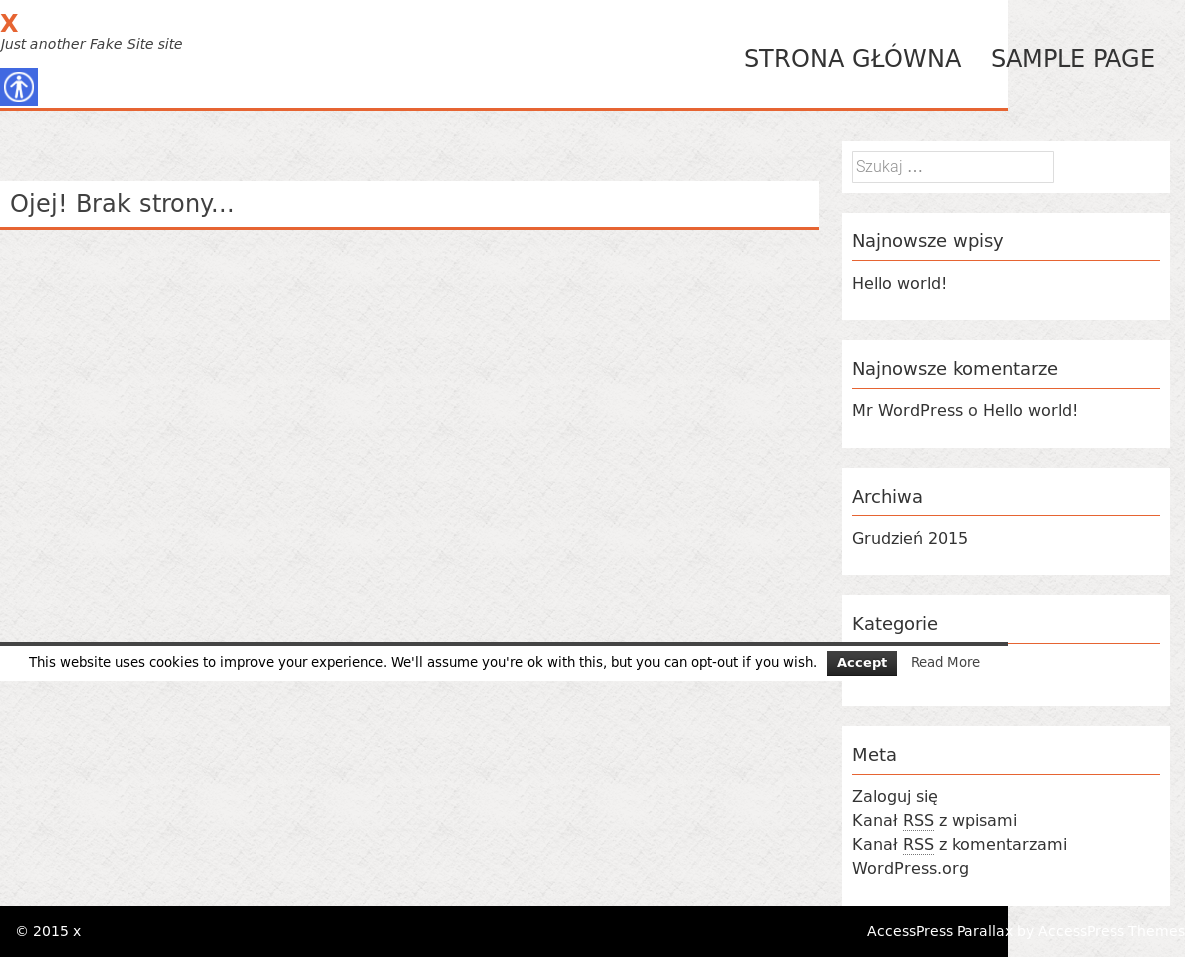 X
Just another Fake Site site
STRONA GŁÓWNA SAMPLE PAGE
Ojej! Brak strony...
Szukaj …
Najnowsze wpisy
Hello world!
Najnowsze komentarze
Mr WordPress o Hello world!
Archiwa
Grudzień 2015
Kategorie
This website uses cookies to improve your experience. We'll assume you're ok with this, but you can opt-out if you wish. Accept Read More
Meta
Zaloguj się
Kanał RSS z wpisami
Kanał RSS z komentarzami
WordPress.org
© 2015 x
AccessPress Parallax by AccessPress Themes